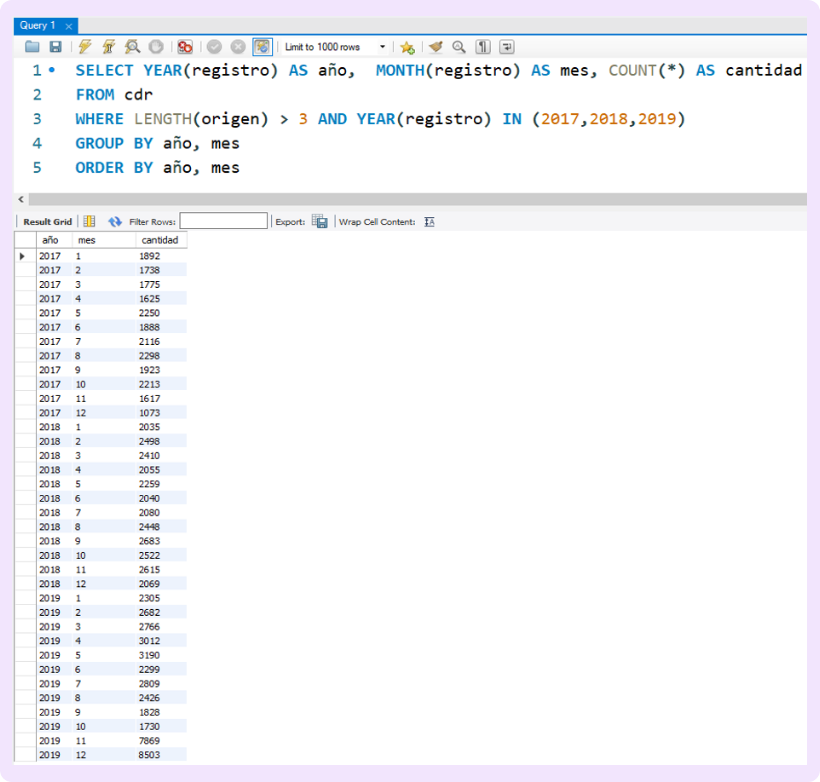 Query 1 ×
Limit to 1000 rows
1 SELECT YEAR(registro) AS año,  MONTH(registro) AS mes, COUNT(*) AS cantidad
2 FROM cdr
3 WHERE LENGTH(origen) > 3 AND YEAR(registro) IN (2017,2018,2019)
4 GROUP BY año, mes
5 ORDER BY año, mes
Result Grid Filter Rows: Export: Wrap Cell Content:
año mes cantidad
2017 1 1892
2017 2 1738
2017 3 1775
2017 4 1625
2017 5 2250
2017 6 1888
2017 7 2116
2017 8 2298
2017 9 1923
2017 10 2213
2017 11 1617
2017 12 1073
2018 1 2035
2018 2 2498
2018 3 2410
2018 4 2055
2018 5 2259
2018 6 2040
2018 7 2080
2018 8 2448
2018 9 2683
2018 10 2522
2018 11 2615
2018 12 2069
2019 1 2305
2019 2 2682
2019 3 2766
2019 4 3012
2019 5 3190
2019 6 2299
2019 7 2809
2019 8 2426
2019 9 1828
2019 10 1730
2019 11 7869
2019 12 8503